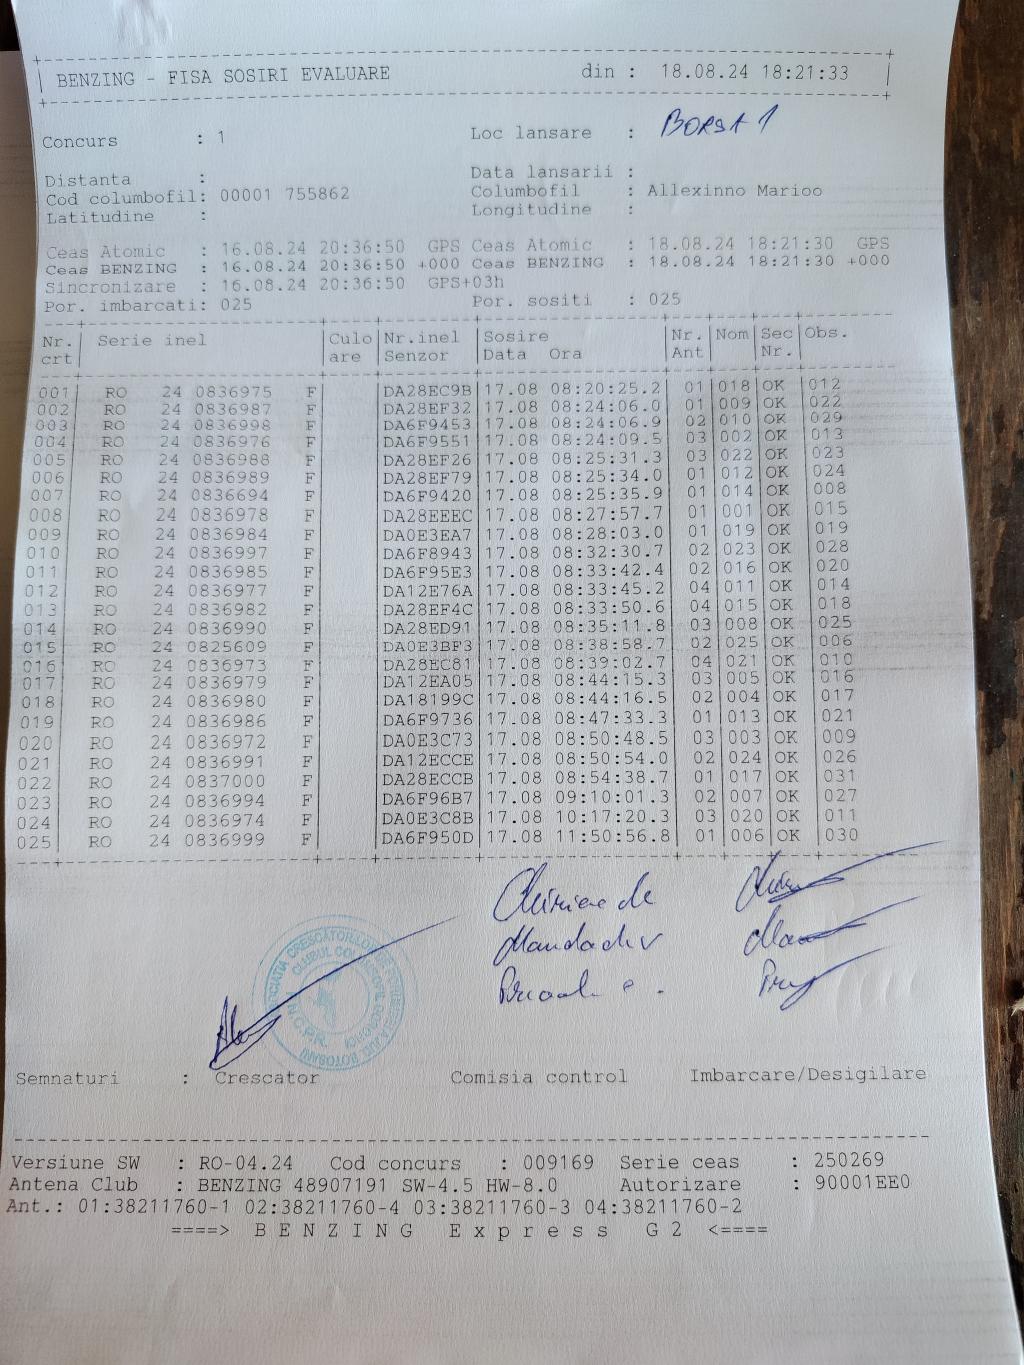 BENZING - FISA SOSIRI EVALUARE din : 18.08.24 18:21:33
Concurs : 1 Loc lansare : BORSA 1
Distanta : Data lansarii :
Cod columbofil: 00001 755862 Columbofil : Allexinno Marioo
Latitudine : Longitudine :
Ceas Atomic : 16.08.24 20:36:50 GPS Ceas Atomic : 18.08.24 18:21:30 GPS
Ceas BENZING : 16.08.24 20:36:50 +000 Ceas BENZING : 18.08.24 18:21:30 +000
Sincronizare : 16.08.24 20:36:50 GPS+03h
Por. imbarcati: 025 Por. sositi : 025
Nr. Serie inel Culo Nr.inel Sosire Nr. Nom Sec Obs.
crt are Senzor Data Ora Ant Nr.
001 RO 24 0836975 F DA28EC9B 17.08 08:20:25.2 01 018 OK 012
002 RO 24 0836987 F DA28EF32 17.08 08:24:06.0 01 009 OK 022
003 RO 24 0836998 F DA6F9453 17.08 08:24:06.9 02 010 OK 029
004 RO 24 0836976 F DA6F9551 17.08 08:24:09.5 03 002 OK 013
005 RO 24 0836988 F DA28EF26 17.08 08:25:31.3 03 022 OK 023
006 RO 24 0836989 F DA28EF79 17.08 08:25:34.0 01 012 OK 024
007 RO 24 0836694 F DA6F9420 17.08 08:25:35.9 01 014 OK 008
008 RO 24 0836978 F DA28EEEC 17.08 08:27:57.7 01 001 OK 015
009 RO 24 0836984 F DA0E3EA7 17.08 08:28:03.0 01 019 OK 019
010 RO 24 0836997 F DA6F8943 17.08 08:32:30.7 02 023 OK 028
011 RO 24 0836985 F DA6F95E3 17.08 08:33:42.4 02 016 OK 020
012 RO 24 0836977 F DA12E76A 17.08 08:33:45.2 04 011 OK 014
013 RO 24 0836982 F DA28EF4C 17.08 08:33:50.6 04 015 OK 018
014 RO 24 0836990 F DA28ED91 17.08 08:35:11.8 03 008 OK 025
015 RO 24 0825609 F DA0E3BF3 17.08 08:38:58.7 02 025 OK 006
016 RO 24 0836973 F DA28EC81 17.08 08:39:02.7 04 021 OK 010
017 RO 24 0836979 F DA12EA05 17.08 08:44:15.3 03 005 OK 016
018 RO 24 0836980 F DA18199C 17.08 08:44:16.5 02 004 OK 017
019 RO 24 0836986 F DA6F9736 17.08 08:47:33.3 01 013 OK 021
020 RO 24 0836972 F DA0E3C73 17.08 08:50:48.5 03 003 OK 009
021 RO 24 0836991 F DA12ECCE 17.08 08:50:54.0 02 024 OK 026
022 RO 24 0837000 F DA28ECCB 17.08 08:54:38.7 01 017 OK 031
023 RO 24 0836994 F DA6F96B7 17.08 09:10:01.3 02 007 OK 027
024 RO 24 0836974 F DA0E3C8B 17.08 10:17:20.3 03 020 OK 011
025 RO 24 0836999 F DA6F950D 17.08 11:50:56.8 01 006 OK 030
Semnaturi : Crescator Comisia control Imbarcare/Desigilare
Versiune SW : RO-04.24 Cod concurs : 009169 Serie ceas : 250269
Antena Club : BENZING 48907191 SW-4.5 HW-8.0 Autorizare : 90001EE0
Ant.: 01:38211760-1 02:38211760-4 03:38211760-3 04:38211760-2
====> BENZING Express G2 <====